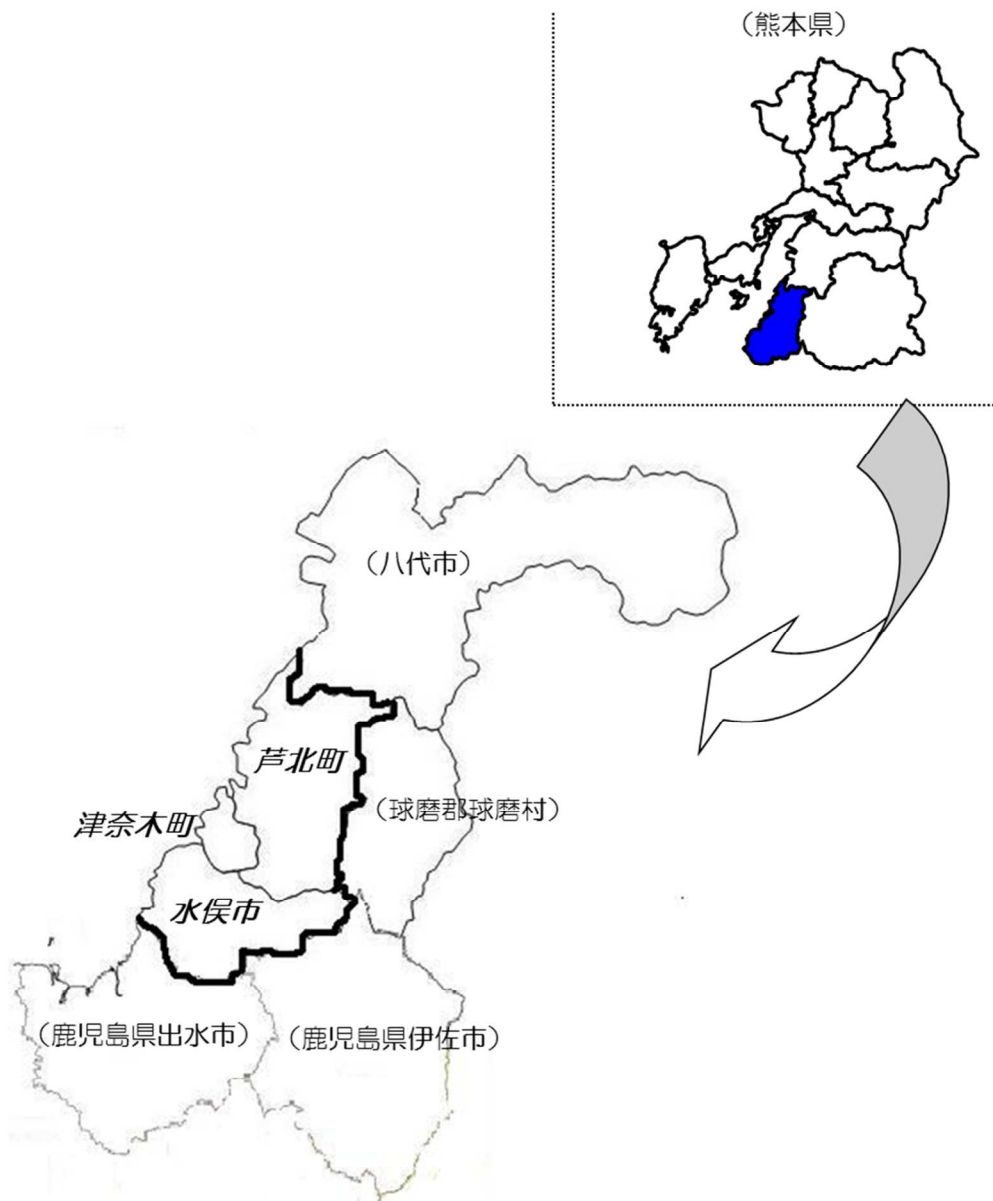 （熊本県）
（八代市）
芦北町
（球磨郡球磨村）
津奈木町
水俣市
（鹿児島県出水市）
（鹿児島県伊佐市）